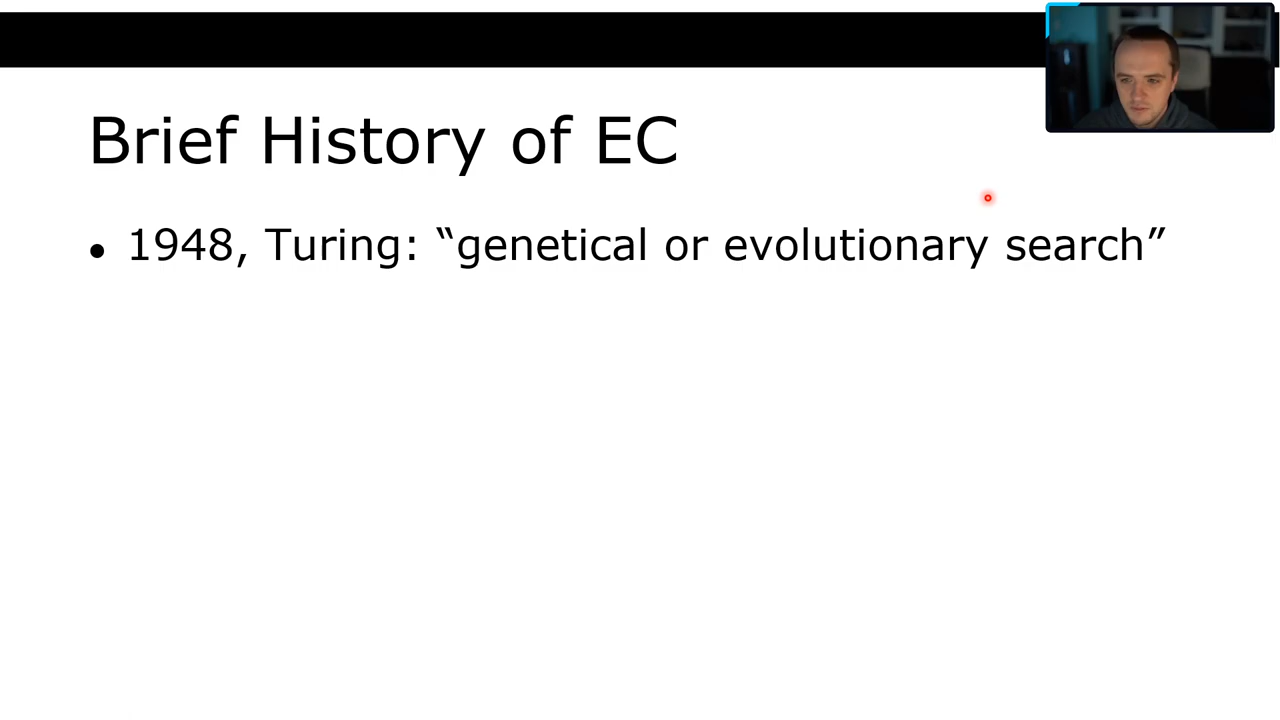 Brief History of EC
• 1948, Turing: “genetical or evolutionary search”